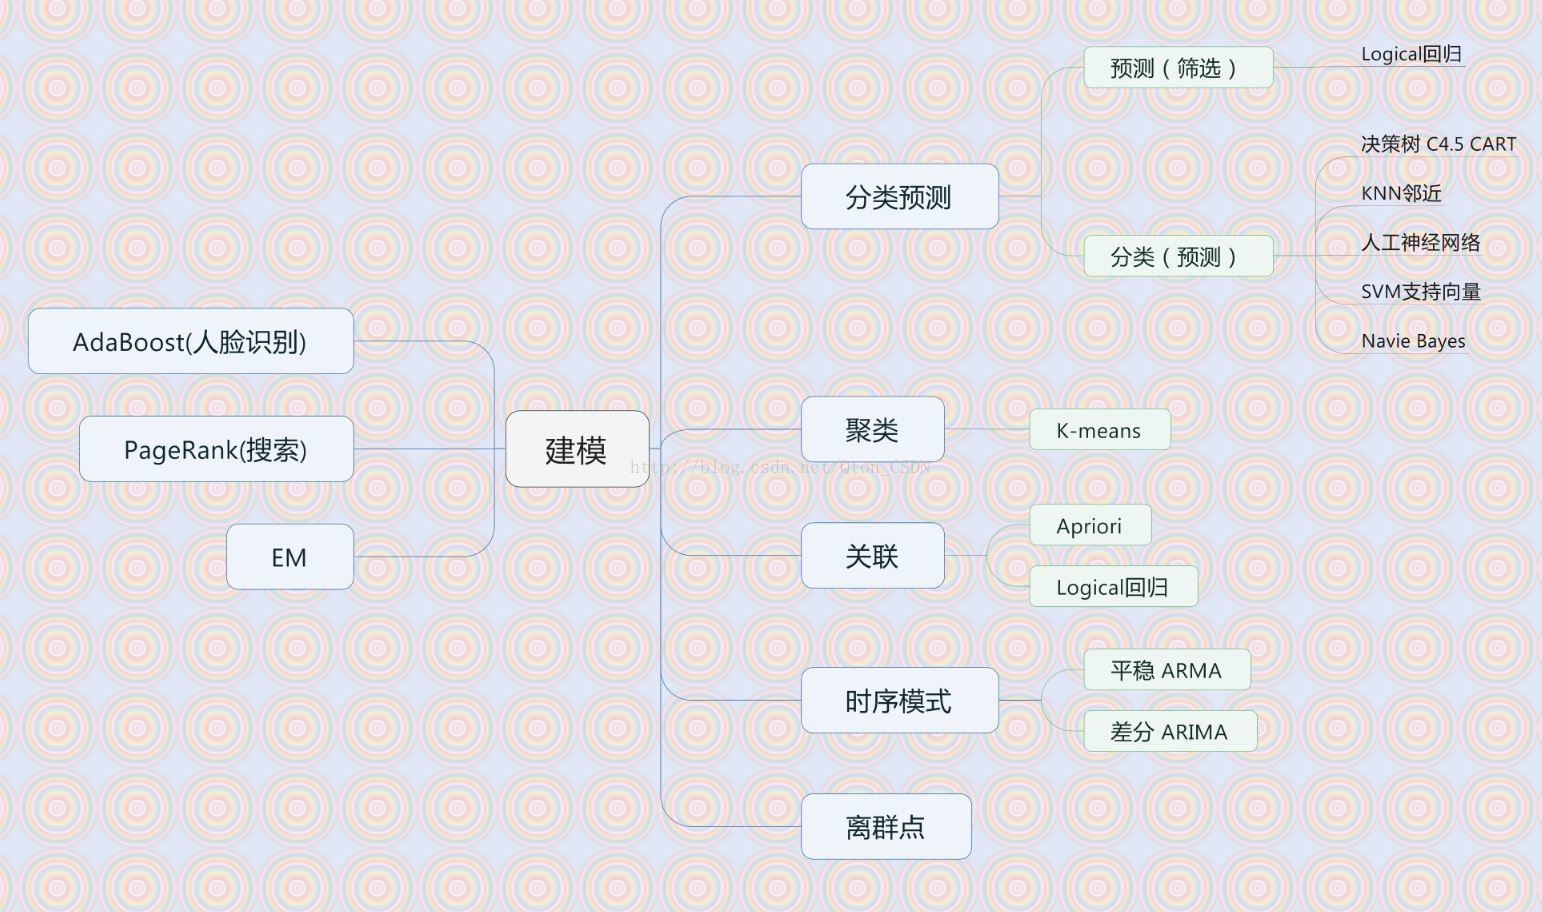 预测（筛选）
Logical回归
决策树 C4.5 CART
分类预测
KNN邻近
分类（预测）
人工神经网络
SVM支持向量
Navie Bayes
AdaBoost(人脸识别)
聚类
K-means
PageRank(搜索)
建模
http://blog.csdn.net/Qton_CSDN
Apriori
EM
关联
Logical回归
平稳 ARMA
时序模式
差分 ARIMA
离群点